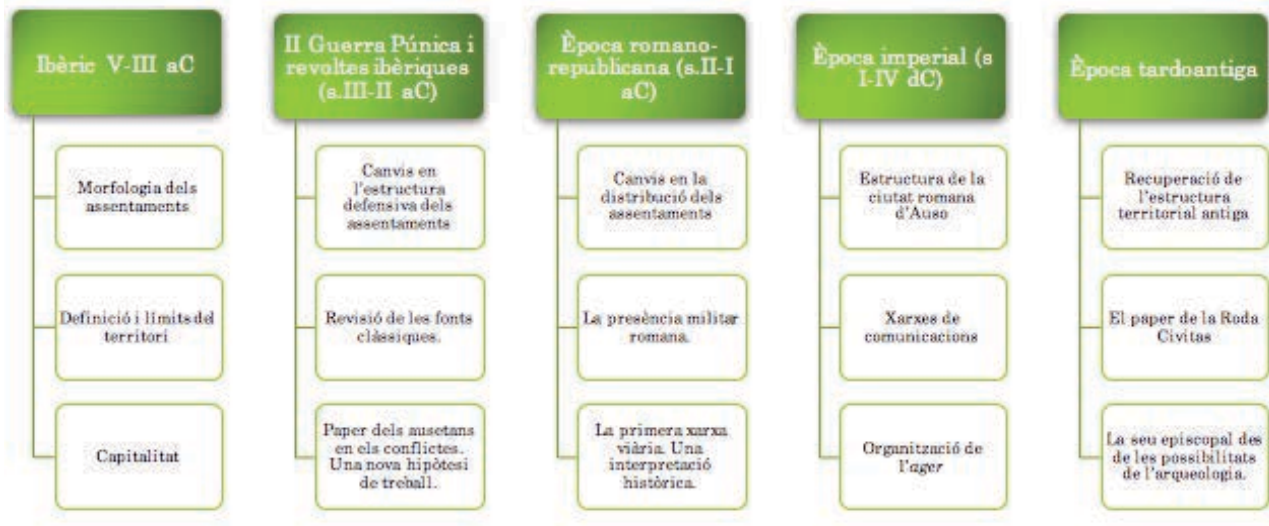 Ibèric V-III aC
Morfologia dels
assentaments
Definició i límits del
territori
Capitalitat
II Guerra Púnica i
revoltes ibèriques
(s.III-II aC)
Canvis en
l'estructura
defensiva dels
assentaments
Revisió de les fonts
clàssiques.
Paper dels ausetans
en els conflictes.
Una nova hipòtesi
de treball.
Època romano-
republicana (s.II-I
aC)
Canvis en la
distribució dels
assentaments
La presència militar
romana.
La primera xarxa
viària. Una
interpretació
històrica.
Època imperial (s
I-IV dC)
Estructura de la
ciutat romana
d'Auso
Xarxes de
comunicacions
Organització de
l'ager
Època tardoantiga
Recuperació de
l'estructura
territorial antiga
El paper de la Roda
Civitas
La seu episcopal des
de les possibilitats
de l'arqueologia.